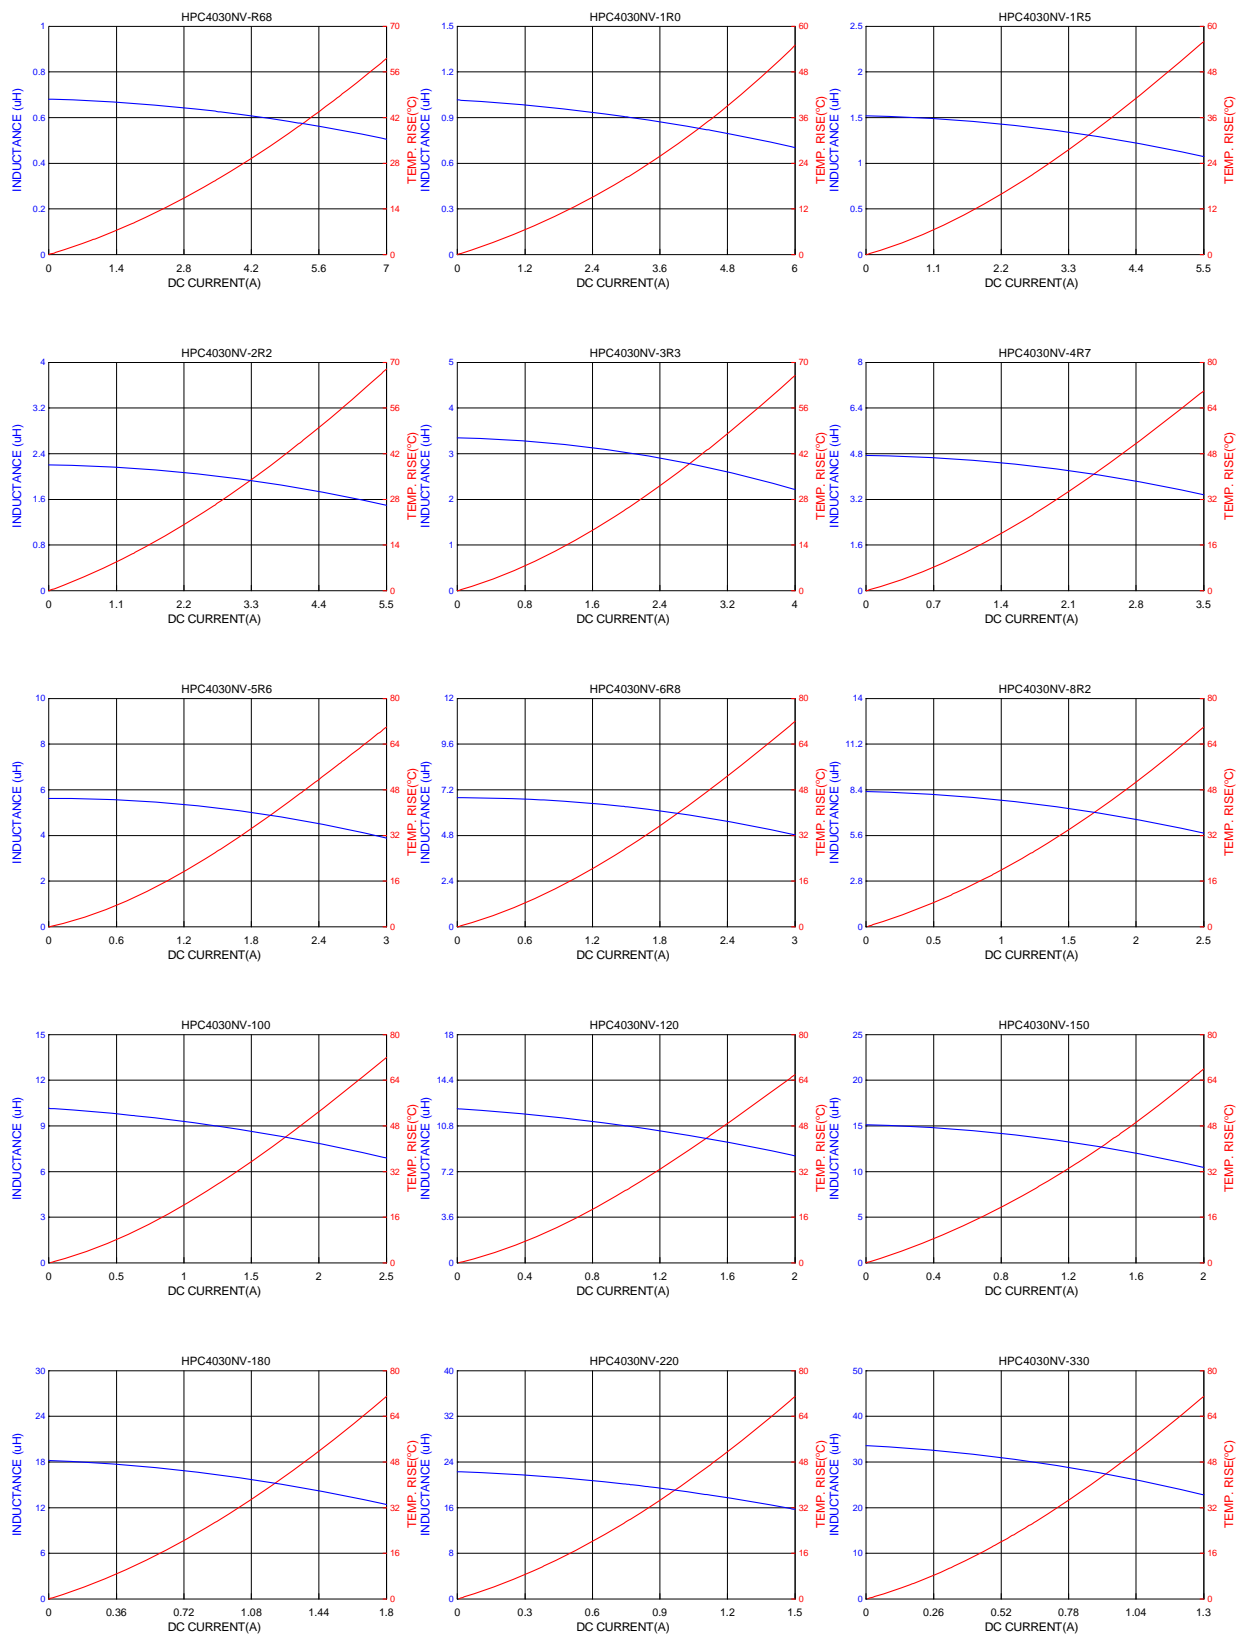 HPC4030NV-R68 HPC4030NV-1R0 HPC4030NV-1R5
1 70 1.5 60 2.5 60
0.8 56 1.2 48 2 48
0.6 42 0.9 36 1.5 36
0.4 28 0.6 24 1 24
0.2 14 0.3 12 0.5 12
0 0 0 0 0 0
INDUCTANCE (uH) TEMP. RISE(°C) INDUCTANCE (uH) TEMP. RISE(°C) INDUCTANCE (uH) TEMP. RISE(°C)
0 1.4 2.8 4.2 5.6 7 0 1.2 2.4 3.6 4.8 6 0 1.1 2.2 3.3 4.4 5.5
DC CURRENT(A) DC CURRENT(A) DC CURRENT(A)
HPC4030NV-2R2 HPC4030NV-3R3 HPC4030NV-4R7
4 70 5 70 8 80
3.2 56 4 56 6.4 64
2.4 42 3 42 4.8 48
1.6 28 2 28 3.2 32
0.8 14 1 14 1.6 16
0 0 0 0 0 0
INDUCTANCE (uH) TEMP. RISE(°C) INDUCTANCE (uH) TEMP. RISE(°C) INDUCTANCE (uH) TEMP. RISE(°C)
0 1.1 2.2 3.3 4.4 5.5 0 0.8 1.6 2.4 3.2 4 0 0.7 1.4 2.1 2.8 3.5
DC CURRENT(A) DC CURRENT(A) DC CURRENT(A)
HPC4030NV-5R6 HPC4030NV-6R8 HPC4030NV-8R2
10 80 12 80 14 80
8 64 9.6 64 11.2 64
6 48 7.2 48 8.4 48
4 32 4.8 32 5.6 32
2 16 2.4 16 2.8 16
0 0 0 0 0 0
INDUCTANCE (uH) TEMP. RISE(°C) INDUCTANCE (uH) TEMP. RISE(°C) INDUCTANCE (uH) TEMP. RISE(°C)
0 0.6 1.2 1.8 2.4 3 0 0.6 1.2 1.8 2.4 3 0 0.5 1 1.5 2 2.5
DC CURRENT(A) DC CURRENT(A) DC CURRENT(A)
HPC4030NV-100 HPC4030NV-120 HPC4030NV-150
15 80 18 80 25 80
12 64 14.4 64 20 64
9 48 10.8 48 15 48
6 32 7.2 32 10 32
3 16 3.6 16 5 16
0 0 0 0 0 0
INDUCTANCE (uH) TEMP. RISE(°C) INDUCTANCE (uH) TEMP. RISE(°C) INDUCTANCE (uH) TEMP. RISE(°C)
0 0.5 1 1.5 2 2.5 0 0.4 0.8 1.2 1.6 2 0 0.4 0.8 1.2 1.6 2
DC CURRENT(A) DC CURRENT(A) DC CURRENT(A)
HPC4030NV-180 HPC4030NV-220 HPC4030NV-330
30 80 40 80 50 80
24 64 32 64 40 64
18 48 24 48 30 48
12 32 16 32 20 32
6 16 8 16 10 16
0 0 0 0 0 0
INDUCTANCE (uH) TEMP. RISE(°C) INDUCTANCE (uH) TEMP. RISE(°C) INDUCTANCE (uH) TEMP. RISE(°C)
0 0.36 0.72 1.08 1.44 1.8 0 0.3 0.6 0.9 1.2 1.5 0 0.26 0.52 0.78 1.04 1.3
DC CURRENT(A) DC CURRENT(A) DC CURRENT(A)